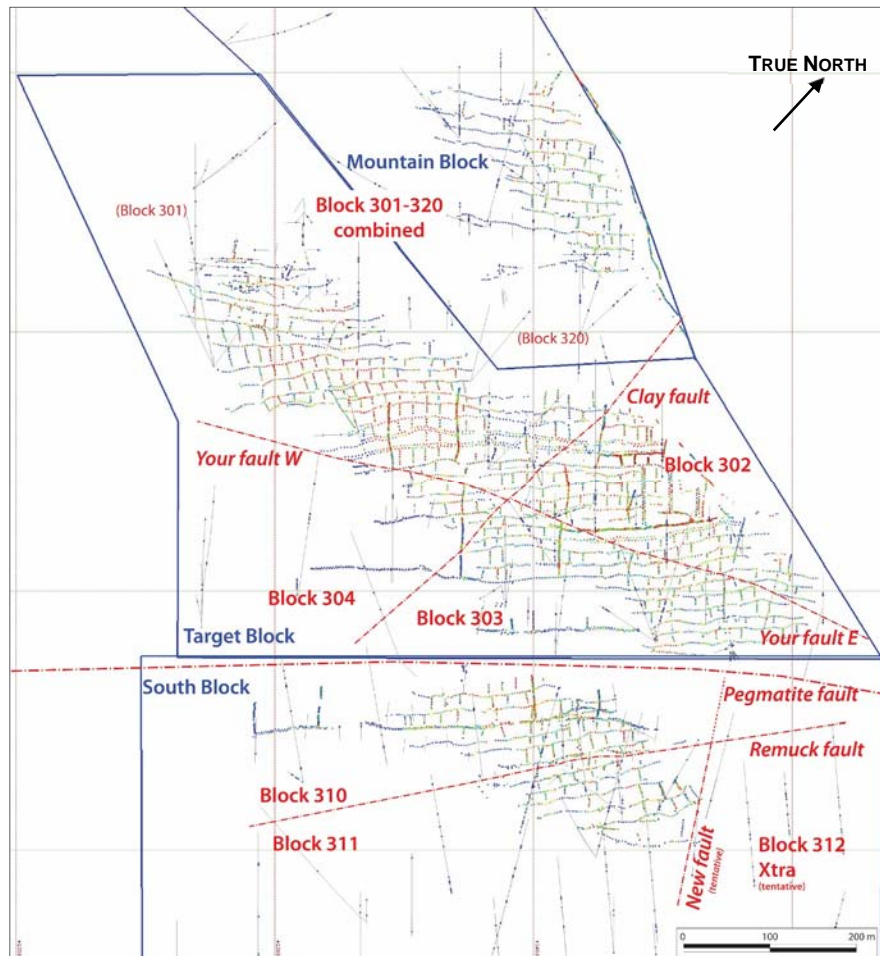 TRUE NORTH
Mountain Block
(Block 301)
Block 301-320
combined
(Block 320)
Clay fault
Your fault W
Block 302
Block 304
Block 303
Target Block
Your fault E
South Block
Pegmatite fault
Remuck fault
Block 310
Block 311
New fault
(tentative)
Block 312
Xtra
(tentative)
0 100 200 m